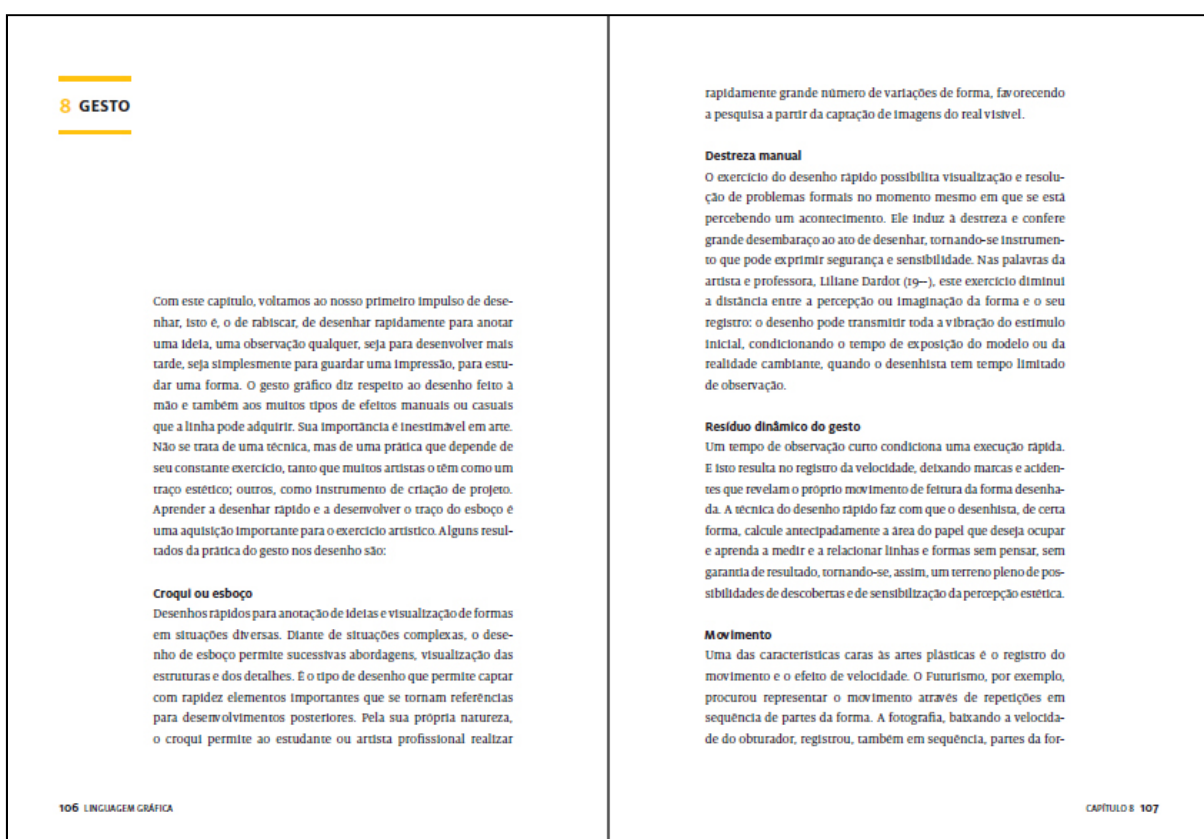 8 GESTO
Com este capítulo, voltamos ao nosso primeiro impulso de dese-
nhar, isto é, o de rabiscar, de desenhar rapidamente para anotar
uma ideia, uma observação qualquer, seja para desenvolver mais
tarde, seja simplesmente para guardar uma impressão, para estu-
dar uma forma. O gesto gráfico diz respeito ao desenho feito à
mão e também aos muitos tipos de efeitos manuais ou casuais
que a linha pode adquirir. Sua importância é inestimável em arte.
Não se trata de uma técnica, mas de uma prática que depende de
seu constante exercício, tanto que muitos artistas o têm como um
traço estético; outros, como instrumento de criação de projeto.
Aprender a desenhar rápido e a desenvolver o traço do esboço é
uma aquisição importante para o exercício artístico. Alguns resul-
tados da prática do gesto nos desenho são:
Croqui ou esboço
Desenhos rápidos para anotação de ideias e visualização de formas
em situações diversas. Diante de situações complexas, o dese-
nho de esboço permite sucessivas abordagens, visualização das
estruturas e dos detalhes. É o tipo de desenho que permite captar
com rapidez elementos importantes que se tornam referências
para desenvolvimentos posteriores. Pela sua própria natureza,
o croqui permite ao estudante ou artista profissional realizar
106 LINGUAGEM GRÁFICA
rapidamente grande número de variações de forma, favorecendo
a pesquisa a partir da captação de imagens do real visível.
Destreza manual
O exercício do desenho rápido possibilita visualização e resolu-
ção de problemas formais no momento mesmo em que se está
percebendo um acontecimento. Ele induz à destreza e confere
grande desembaraço ao ato de desenhar, tornando-se instrumen-
to que pode exprimir segurança e sensibilidade. Nas palavras da
artista e professora, Liliane Dardot (19--), este exercício diminui
a distância entre a percepção ou imaginação da forma e o seu
registro: o desenho pode transmitir toda a vibração do estímulo
inicial, condicionando o tempo de exposição do modelo ou da
realidade cambiante, quando o desenhista tem tempo limitado
de observação.
Resíduo dinâmico do gesto
Um tempo de observação curto condiciona uma execução rápida.
E isto resulta no registro da velocidade, deixando marcas e aciden-
tes que revelam o próprio movimento de feitura da forma desenha-
da. A técnica do desenho rápido faz com que o desenhista, de certa
forma, calcule antecipadamente a área do papel que deseja ocupar
e aprenda a medir e a relacionar linhas e formas sem pensar, sem
garantia de resultado, tornando-se, assim, um terreno pleno de pos-
sibilidades de descobertas e de sensibilização da percepção estética.
Movimento
Uma das características caras às artes plásticas é o registro do
movimento e o efeito de velocidade. O Futurismo, por exemplo,
procurou representar o movimento através de repetições em
sequência de partes da forma. A fotografia, baixando a velocida-
de do obturador, registrou, também em sequência, partes da for-
CAPÍTULO 8 107